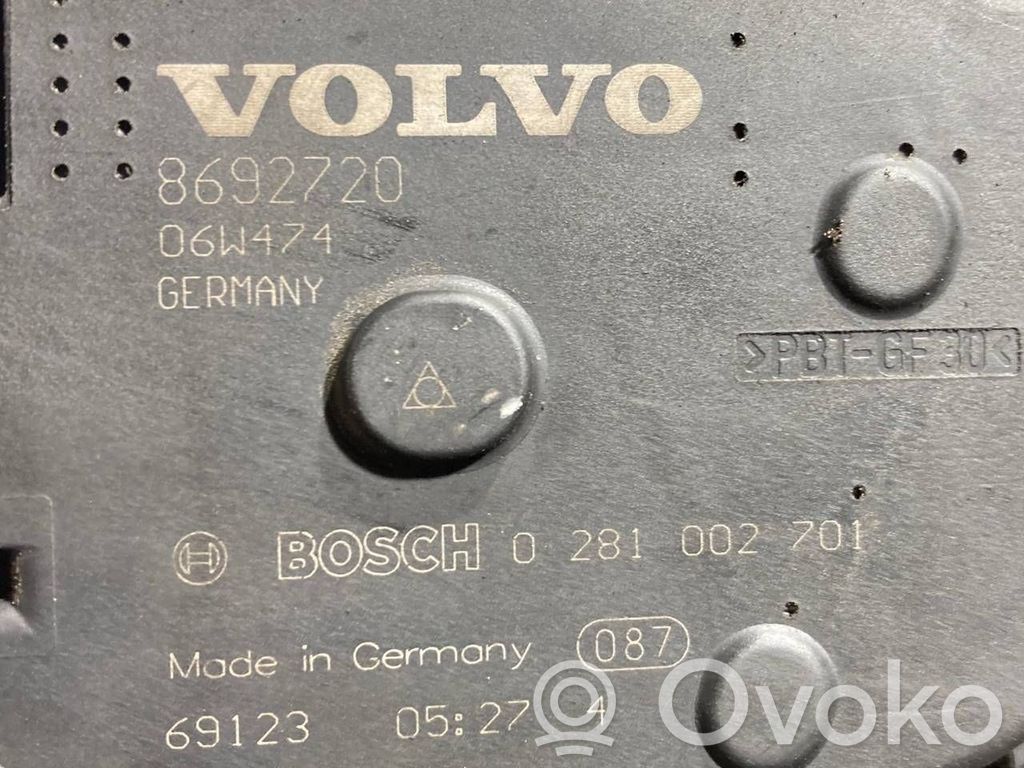 VOLVO
8692720
06W474
GERMANY
>PBT-GF30<
BOSCH 0 281 002 701
Made in Germany 087
69123 05:27 4
Ovoko